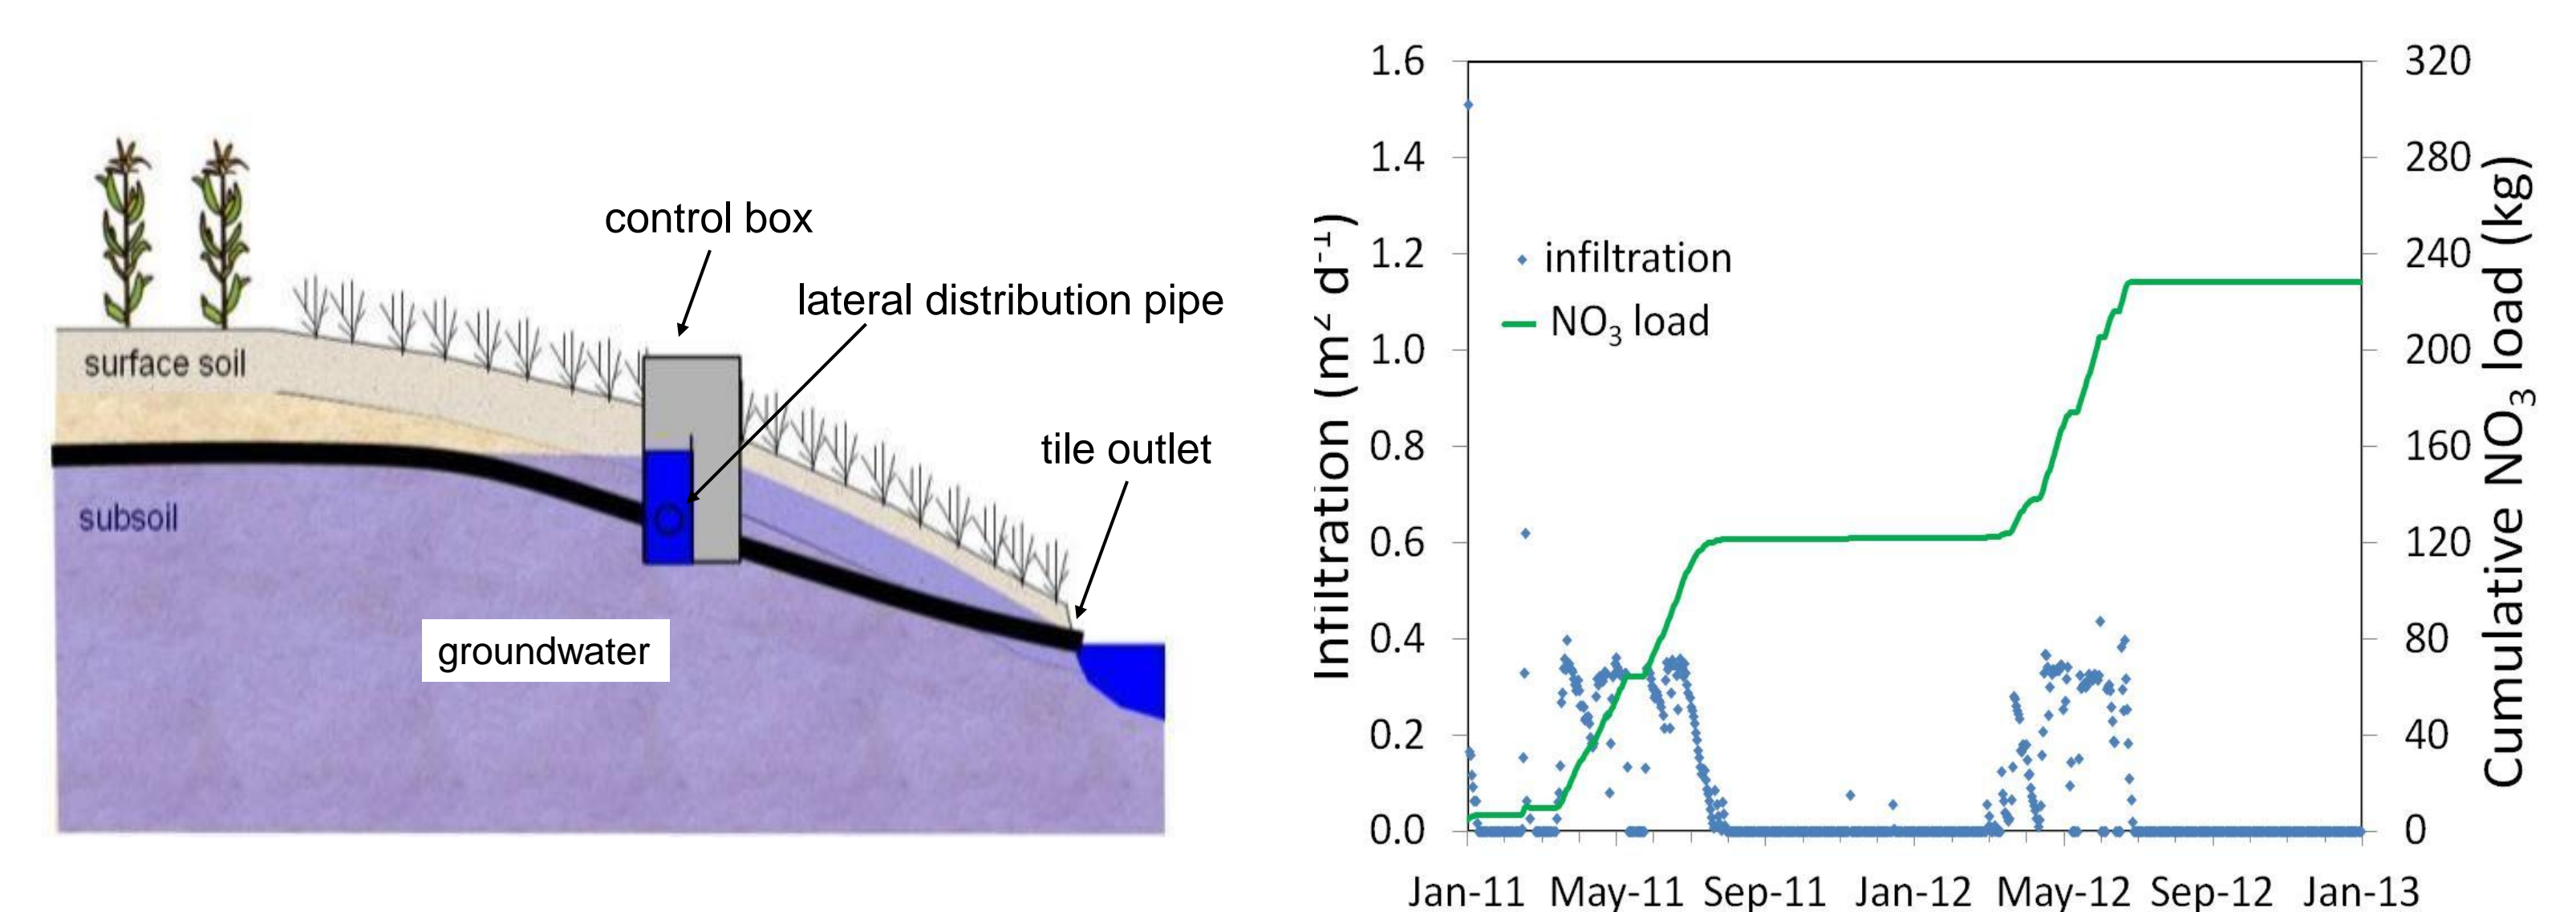 control box
lateral distribution pipe
tile outlet
surface soil
subsoil
groundwater
Infiltration (m² d⁻¹)
1.6
1.4
1.2
1.0
0.8
0.6
0.4
0.2
0.0
infiltration
NO₃ load
320
280
240
200
160
120
80
40
0
Cumulative NO₃ load (kg)
Jan-11 May-11 Sep-11 Jan-12 May-12 Sep-12 Jan-13